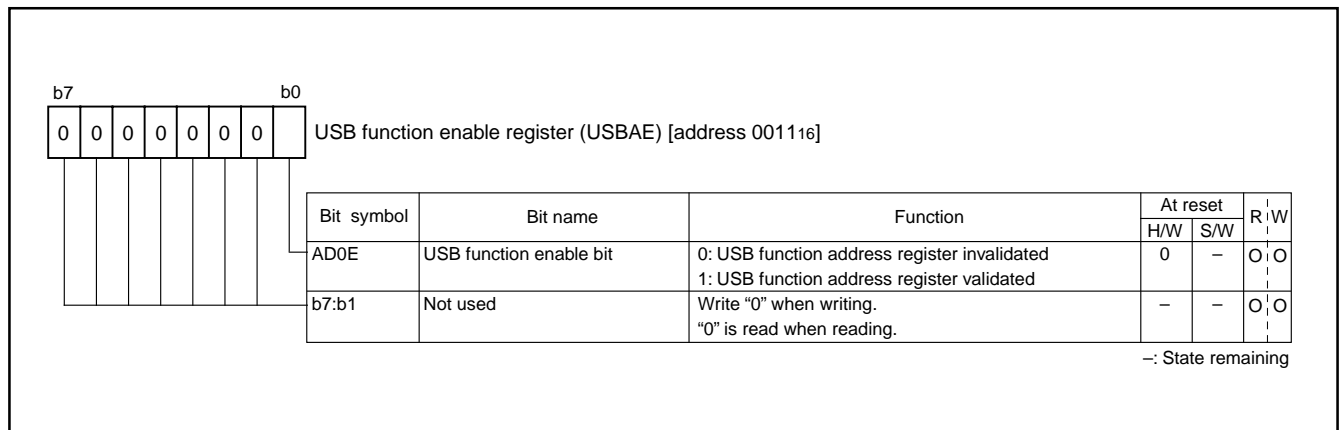 b7 b0
0 0 0 0 0 0 0 USB function enable register (USBAE) [address 001116]
Bit symbol Bit name Function At reset R W
H/W S/W
AD0E USB function enable bit 0: USB function address register invalidated 0 – O O
1: USB function address register validated
b7:b1 Not used Write “0” when writing. – – O O
“0” is read when reading.
–: State remaining